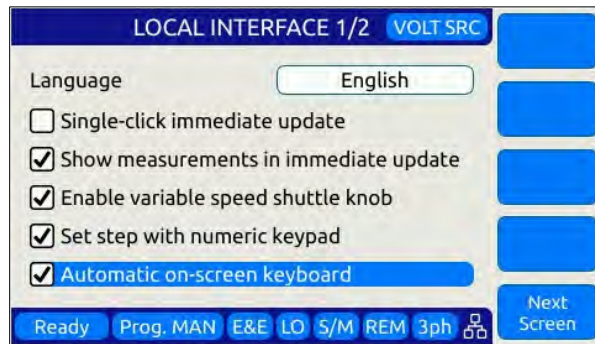 LOCAL INTERFACE 1/2 VOLT SRC
Language English
Single-click immediate update
Show measurements in immediate update
Enable variable speed shuttle knob
Set step with numeric keypad
Automatic on-screen keyboard
Next
Screen
Ready Prog. MAN E&E LO S/M REM 3ph